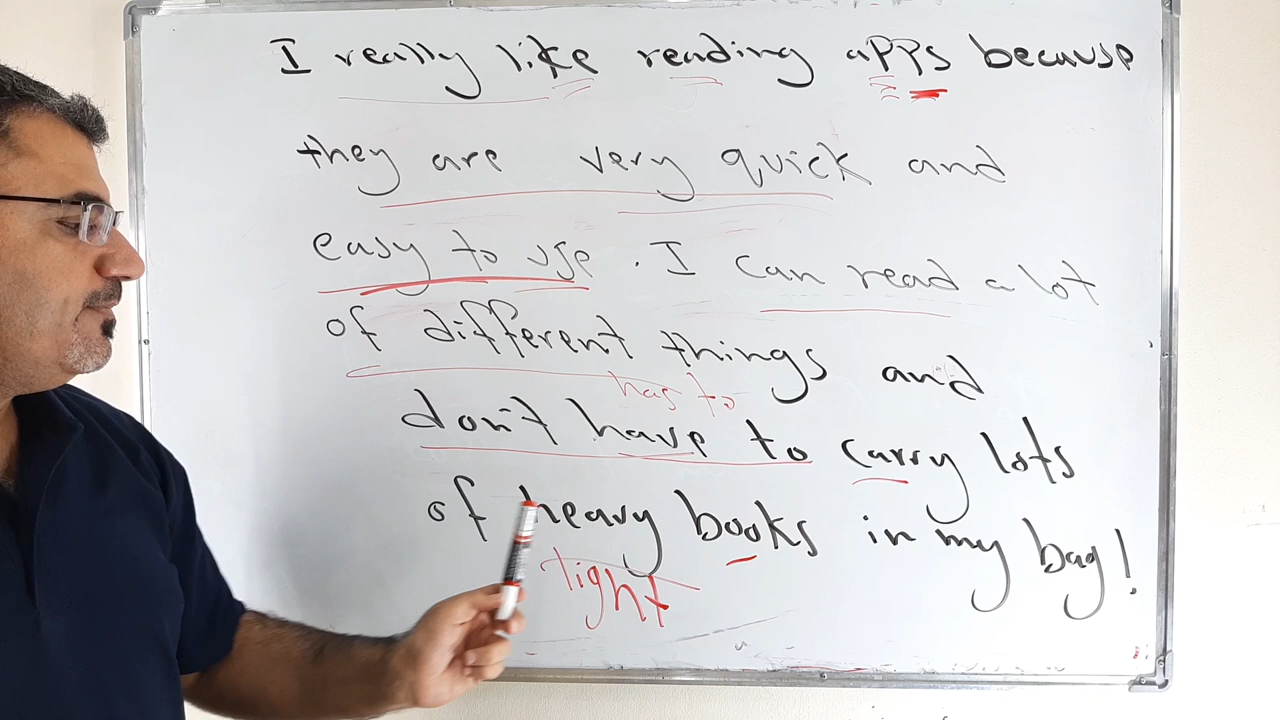 I really like reading apps because
they are very quick and
easy to use. I can read a lot
of different things and
has to
don't have to carry lots
of heavy books in my bag!
light